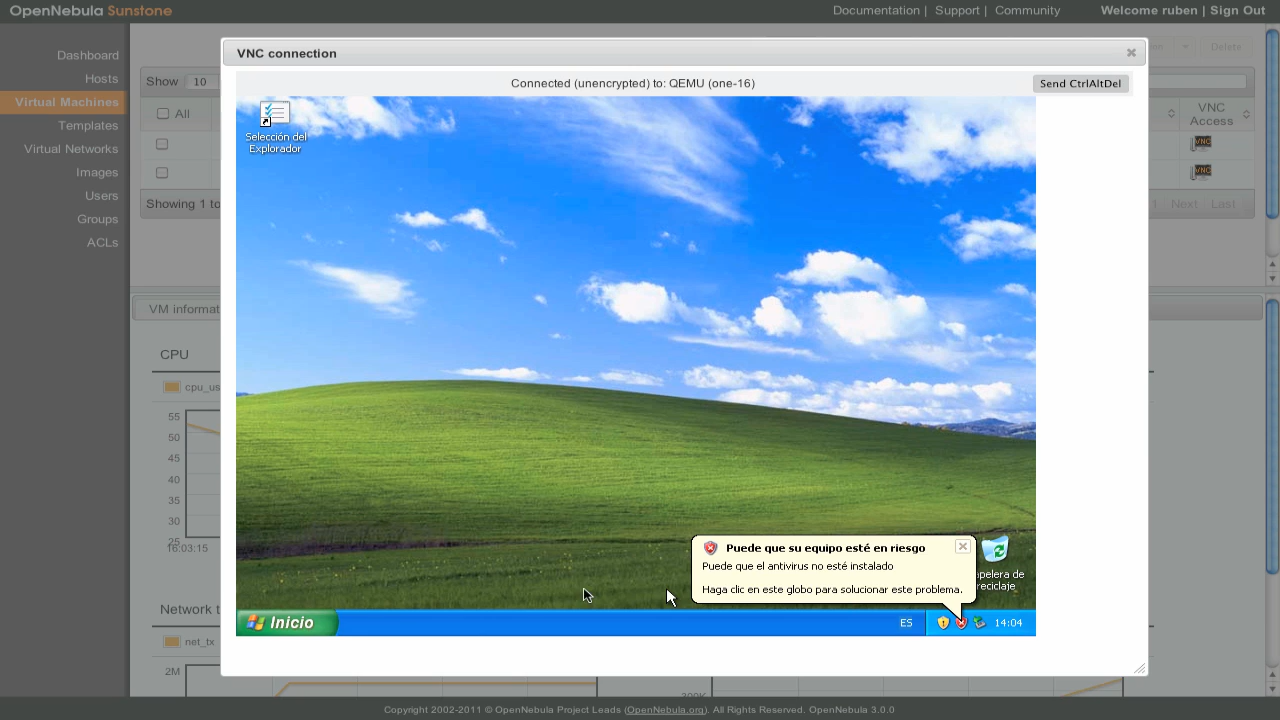 OpenNebula Sunstone
Documentation | Support | Community
Welcome ruben | Sign Out
Dashboard
Hosts
Virtual Machines
Templates
Virtual Networks
Images
Users
Groups
ACLs
VNC connection
Connected (unencrypted) to: QEMU (one-16)
Send CtrlAltDel
Delete
Show 10
All
VNC
Access
VNC
VNC
Showing 1 to
1 Next Last
Selección del
Explorador
VM informat
CPU
cpu_us
55
50
45
40
35
30
25
16:03:15
Network t
net_tx
2M
300K
Puede que su equipo esté en riesgo
Puede que el antivirus no esté instalado
Haga clic en este globo para solucionar este problema.
pelera de
reciclaje
Inicio
ES
14:04
Copyright 2002-2011 © OpenNebula Project Leads (OpenNebula.org). All Rights Reserved. OpenNebula 3.0.0